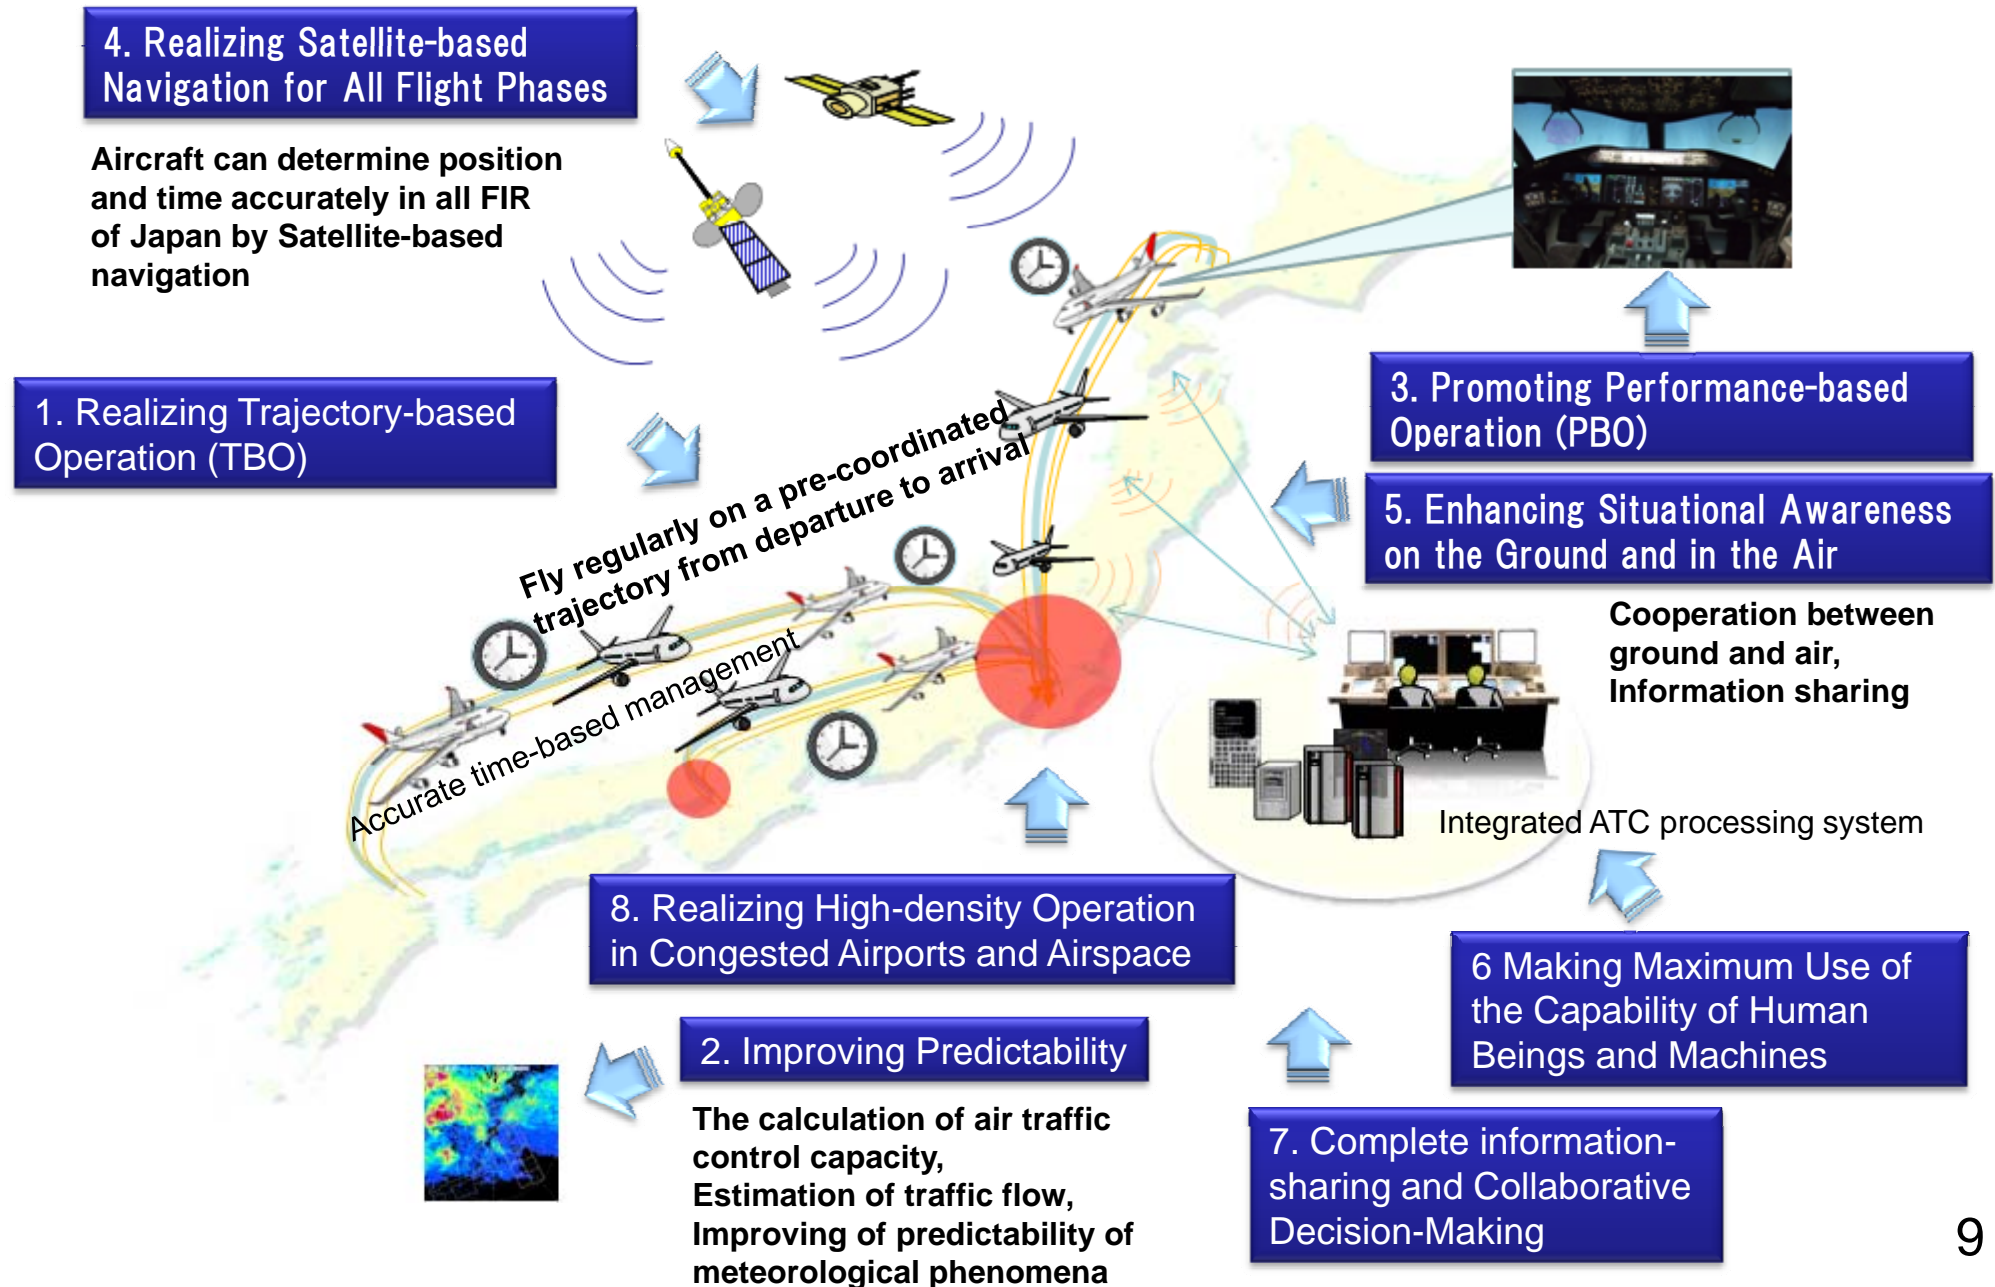 4. Realizing Satellite-based
Navigation for All Flight Phases
Aircraft can determine position
and time accurately in all FIR
of Japan by Satellite-based
navigation
1. Realizing Trajectory-based
Operation (TBO)
Fly regularly on a pre-coordinated
trajectory from departure to arrival
Accurate time-based management
3. Promoting Performance-based
Operation (PBO)
5. Enhancing Situational Awareness
on the Ground and in the Air
Cooperation between
ground and air,
Information sharing
Integrated ATC processing system
8. Realizing High-density Operation
in Congested Airports and Airspace
6 Making Maximum Use of
the Capability of Human
Beings and Machines
2. Improving Predictability
The calculation of air traffic
control capacity,
Estimation of traffic flow,
Improving of predictability of
meteorological phenomena
7. Complete information-
sharing and Collaborative
Decision-Making
9